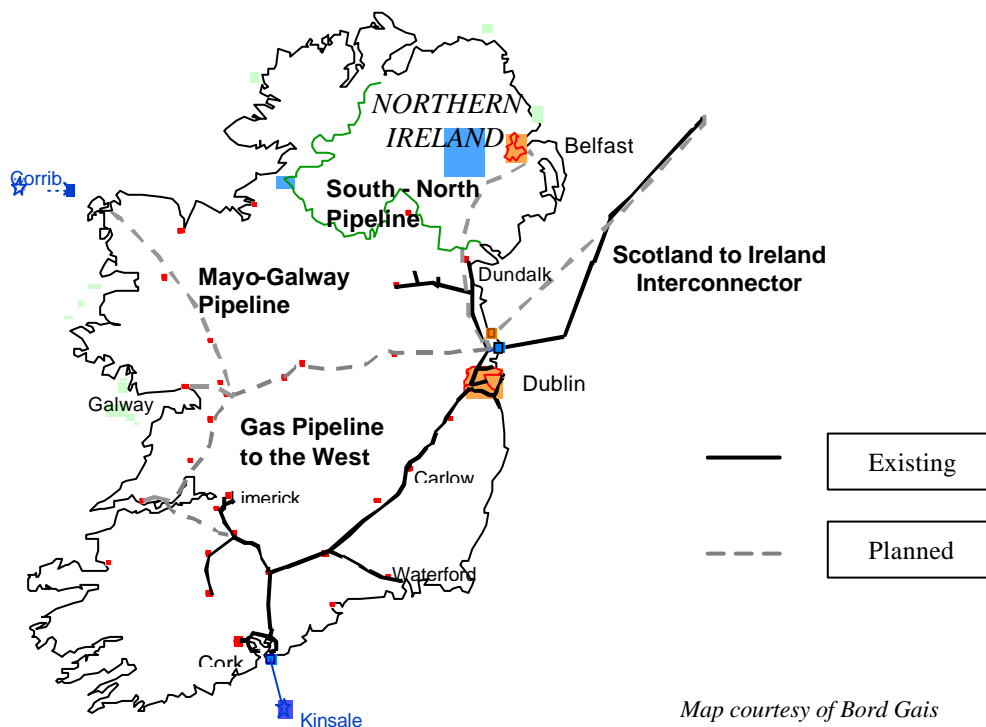 NORTHERN
IRELAND
Belfast
Corrib
South - North
Pipeline
Scotland to Ireland
Interconnector
Dundalk
Mayo-Galway
Pipeline
Dublin
Galway
Gas Pipeline
to the West
Existing
Carlow
Limerick
Planned
Waterford
Cork
Kinsale
Map courtesy of Bord Gais